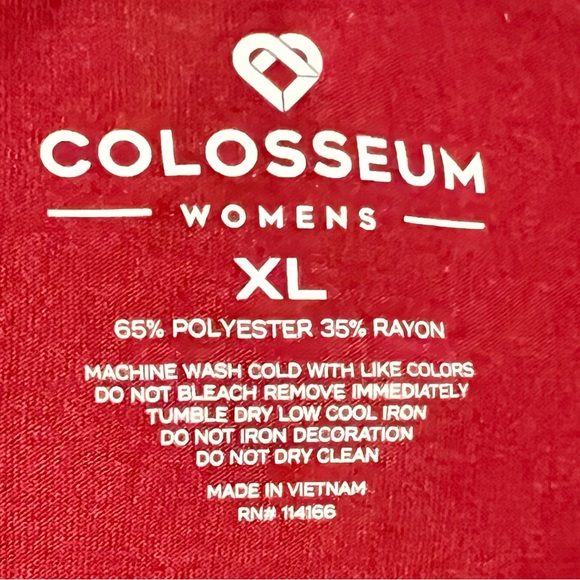 COLOSSEUM
WOMENS
XL
65% POLYESTER 35% RAYON
MACHINE WASH COLD WITH LIKE COLORS
DO NOT BLEACH REMOVE IMMEDIATELY
TUMBLE DRY LOW COOL IRON
DO NOT IRON DECORATION
DO NOT DRY CLEAN
MADE IN VIETNAM
RN# 114166